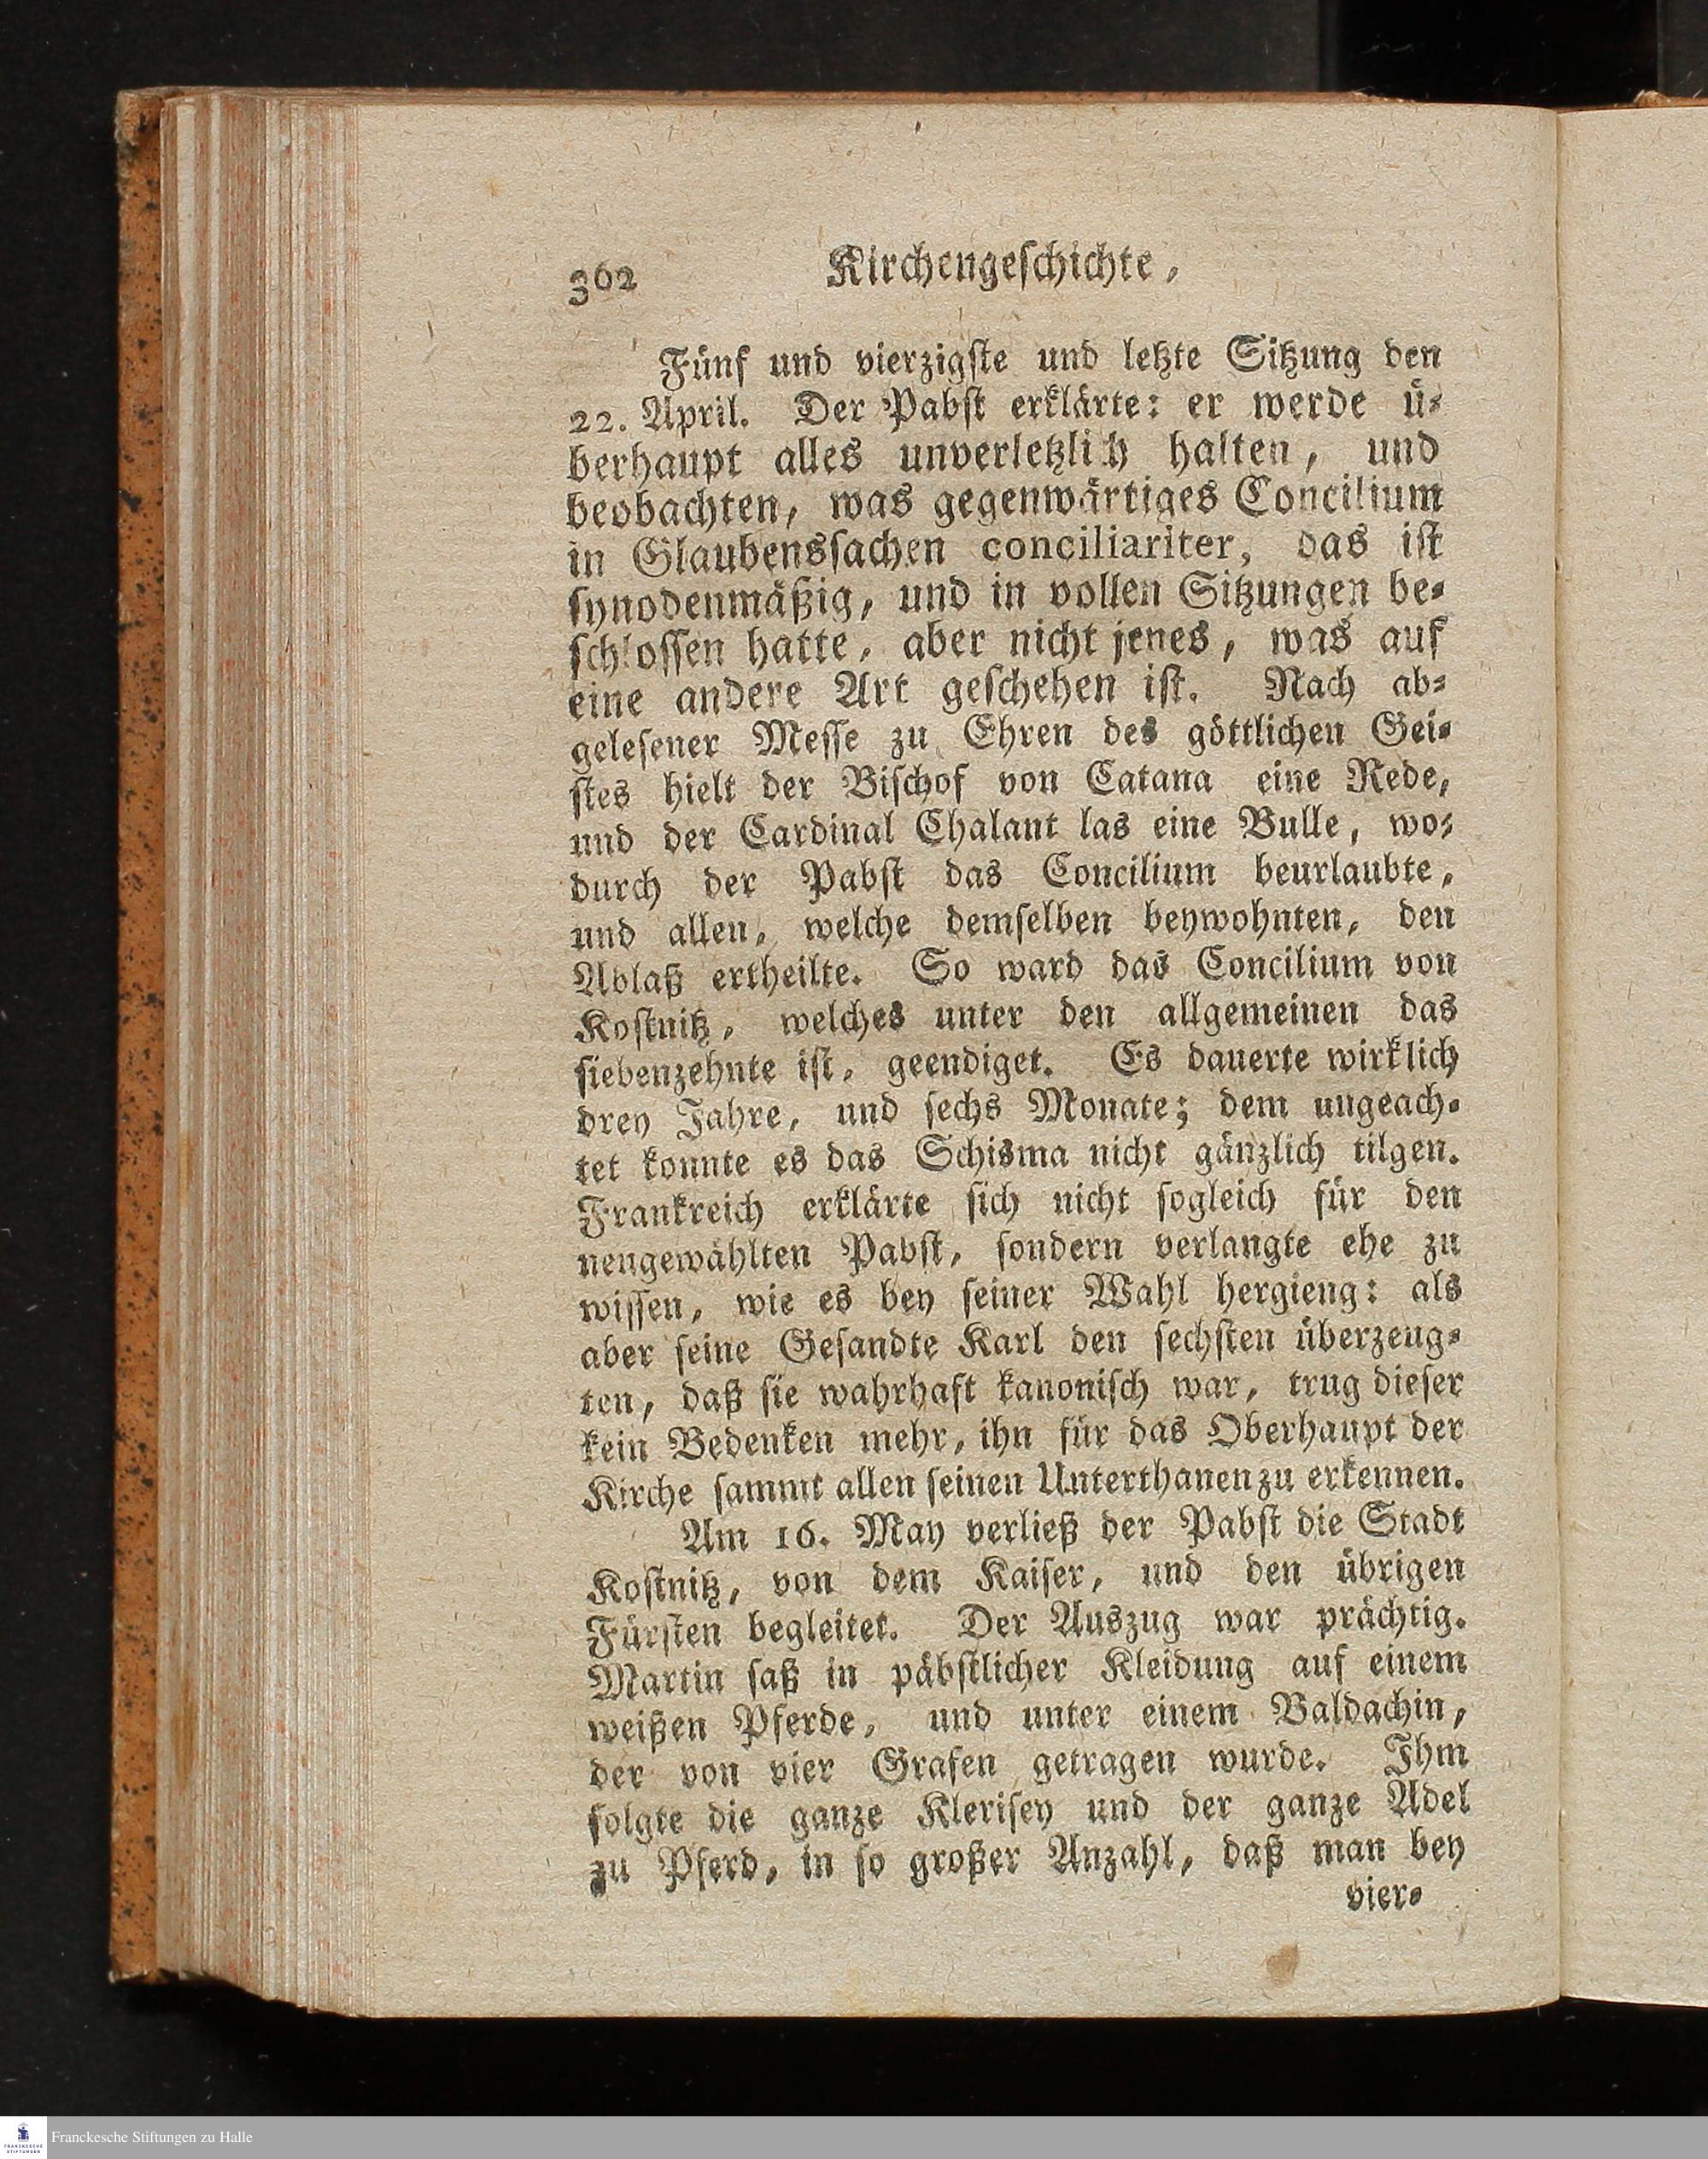 362 Kirchengeschichte,
Fünf und vierzigste und letzte Sitzung den
22. April. Der Pabst erklärte: er werde ü-
berhaupt alles unverletzlich halten, und
beobachten, was gegenwärtiges Concilium
in Glaubenssachen conciliariter, das ist
synodenmäßig, und in vollen Sitzungen be-
schlossen hatte, aber nicht jenes, was auf
eine andere Art geschehen ist. Nach ab-
gelesener Messe zu Ehren des göttlichen Gei-
stes hielt der Bischof von Catana eine Rede,
und der Cardinal Chalant las eine Bulle, wo-
durch der Pabst das Concilium beurlaubte,
und allen, welche demselben beywohnten, den
Ablaß ertheilte. So ward das Concilium von
Kostnitz, welches unter den allgemeinen das
siebenzehnte ist, geendiget. Es dauerte wirklich
drey Jahre, und sechs Monate; dem ungeach-
tet konnte es das Schisma nicht gänzlich tilgen.
Frankreich erklärte sich nicht sogleich für den
neugewählten Pabst, sondern verlangte ehe zu
wissen, wie es bey seiner Wahl hergieng: als
aber seine Gesandte Karl den sechsten überzeug-
ten, daß sie wahrhaft kanonisch war, trug dieser
kein Bedenken mehr, ihn für das Oberhaupt der
Kirche sammt allen seinen Unterthanen zu erkennen.
Am 16. May verließ der Pabst die Stadt
Kostnitz, von dem Kaiser, und den übrigen
Fürsten begleitet. Der Auszug war prächtig.
Martin saß in päbstlicher Kleidung auf einem
weißen Pferde, und unter einem Baldachin,
der von vier Grafen getragen wurde. Ihm
folgte die ganze Klerisey und der ganze Adel
zu Pferd, in so großer Anzahl, daß man bey
vier-
FRANCKESCHE
STIFTUNGEN
Franckesche Stiftungen zu Halle